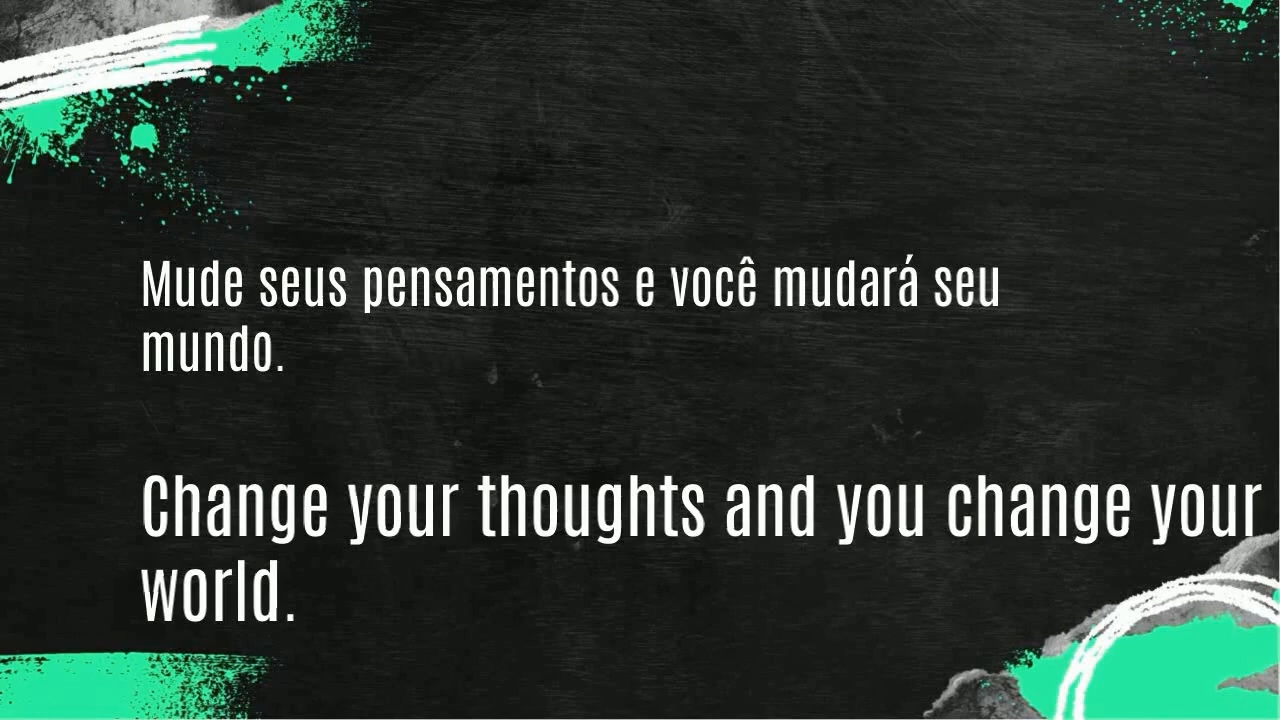 Mude seus pensamentos e você mudará seu
mundo.
Change your thoughts and you change your
world.